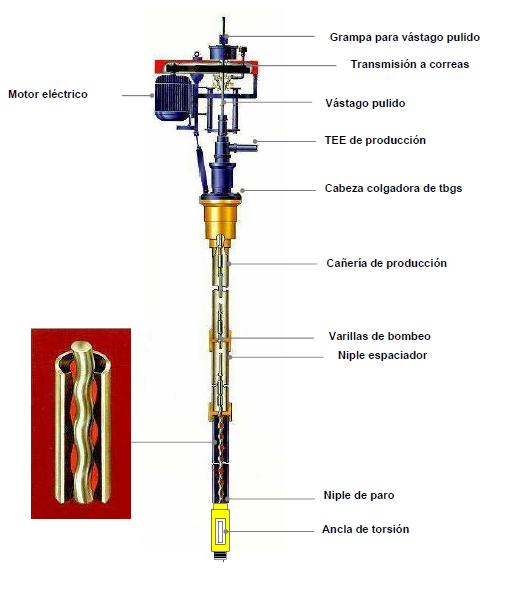 Grampa para vástago pulido
Transmisión a correas
Motor eléctrico
Vástago pulido
TEE de producción
Cabeza colgadora de tbgs
Cañería de producción
Varillas de bombeo
Niple espaciador
Niple de paro
Ancla de torsión